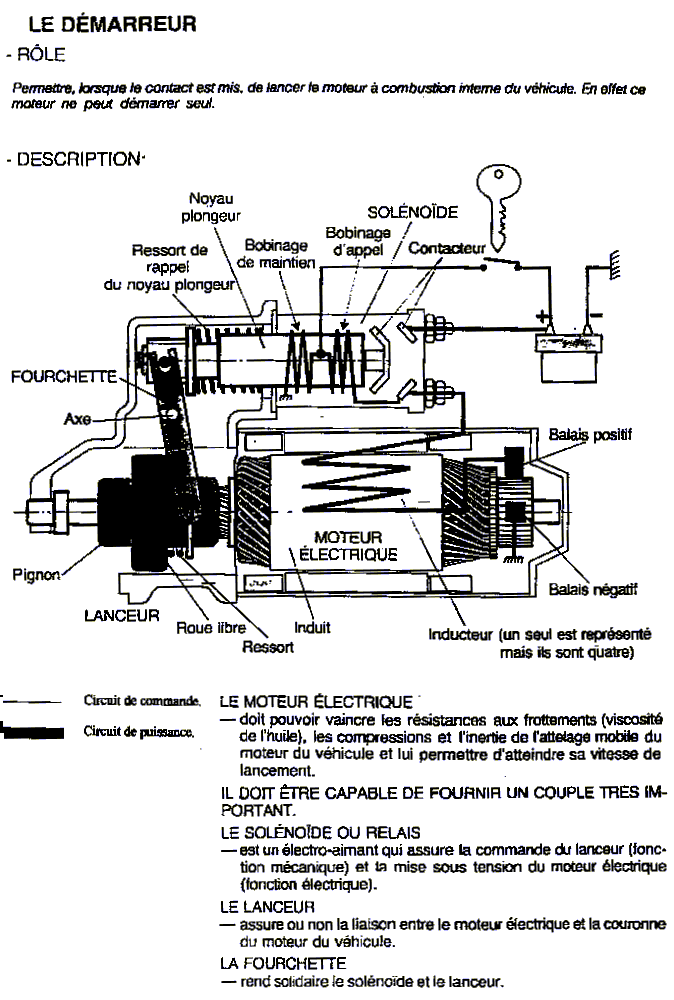 LE DÉMARREUR
- RÔLE
Permettre, lorsque le contact est mis, de lancer le moteur à combustion interne du véhicule. En effet ce
moteur ne peut démarrer seul.
- DESCRIPTION
Noyau
plongeur
SOLÉNOÏDE
Ressort de
rappel
du noyau plongeur
Bobinage
de maintien
Bobinage
d'appel
Contacteur
+
−
FOURCHETTE
Axe
Balais positif
MOTEUR
ÉLECTRIQUE
Pignon
Balais négatif
LANCEUR
Roue libre
Ressort
Induit
Inducteur (un seul est représenté
mais ils sont quatre)
Circuit de commande.
Circuit de puissance.
LE MOTEUR ÉLECTRIQUE
— doit pouvoir vaincre les résistances aux frottements (viscosité
de l'huile), les compressions et l'inertie de l'attelage mobile du
moteur du véhicule et lui permettre d'atteindre sa vitesse de
lancement.
IL DOIT ÊTRE CAPABLE DE FOURNIR UN COUPLE TRES IM-
PORTANT.
LE SOLÉNOÏDE OU RELAIS
— est un électro-aimant qui assure la commande du lanceur (fonc-
tion mécanique) et la mise sous tension du moteur électrique
(fonction électrique).
LE LANCEUR
— assure ou non la liaison entre le moteur électrique et la couronne
du moteur du véhicule.
LA FOURCHETTE
— rend solidaire le solénoïde et le lanceur.